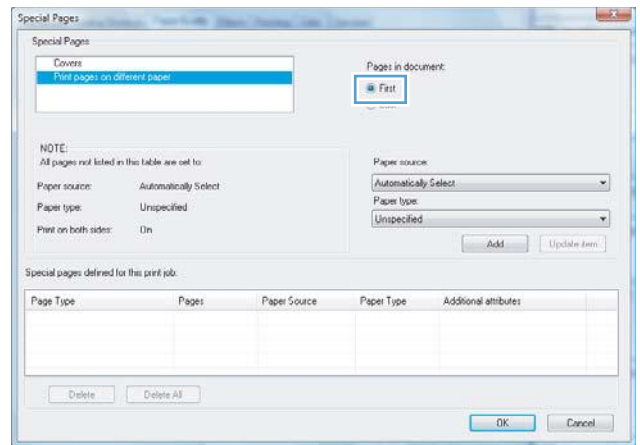 Special Pages
Special Pages
Covers
Print pages on different paper
Pages in document:
First
NOTE:
All pages not listed in this table are set to:
Paper source: Automatically Select
Paper type: Unspecified
Print on both sides: On
Paper source:
Automatically Select
Paper type:
Unspecified
Add Update item
Special pages defined for this print job:
Page Type Pages Paper Source Paper Type Additional attributes
Delete Delete All
OK Cancel